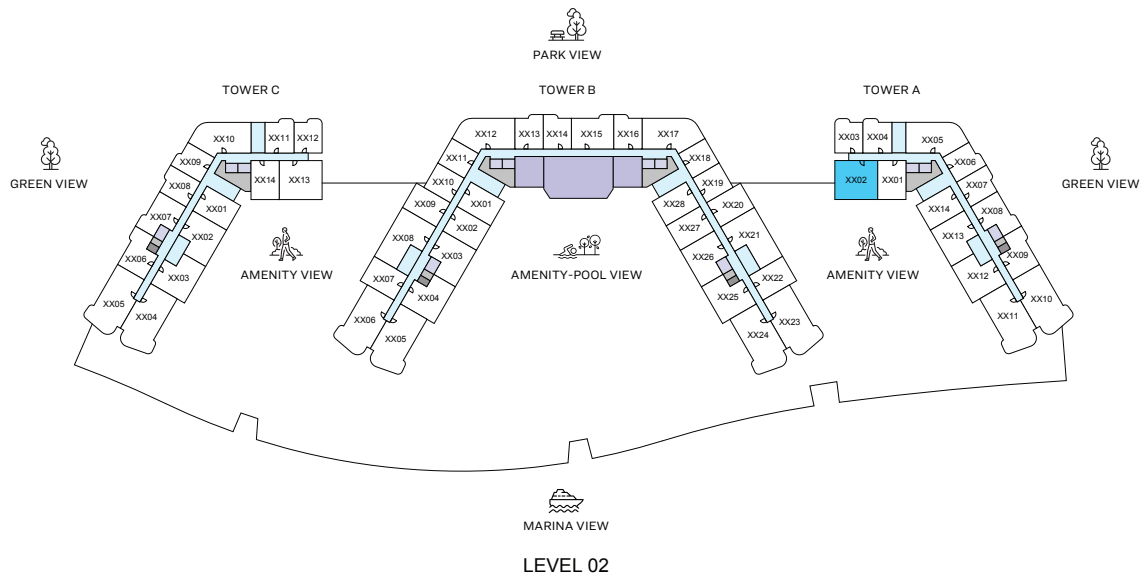 PARK VIEW
TOWER C
TOWER B
TOWER A
GREEN VIEW
GREEN VIEW
XX10
XX11
XX12
XX09
XX08
XX14
XX13
XX07
XX01
XX02
XX06
XX03
XX05
XX04
XX12
XX13
XX14
XX15
XX16
XX17
XX11
XX18
XX10
XX19
XX09
XX01
XX28
XX20
XX08
XX02
XX27
XX21
XX03
XX26
XX07
XX04
XX25
XX22
XX06
XX05
XX24
XX23
XX03
XX04
XX05
XX06
XX02
XX01
XX07
XX14
XX08
XX13
XX09
XX12
XX10
XX11
AMENITY VIEW
AMENITY-POOL VIEW
AMENITY VIEW
MARINA VIEW
LEVEL 02